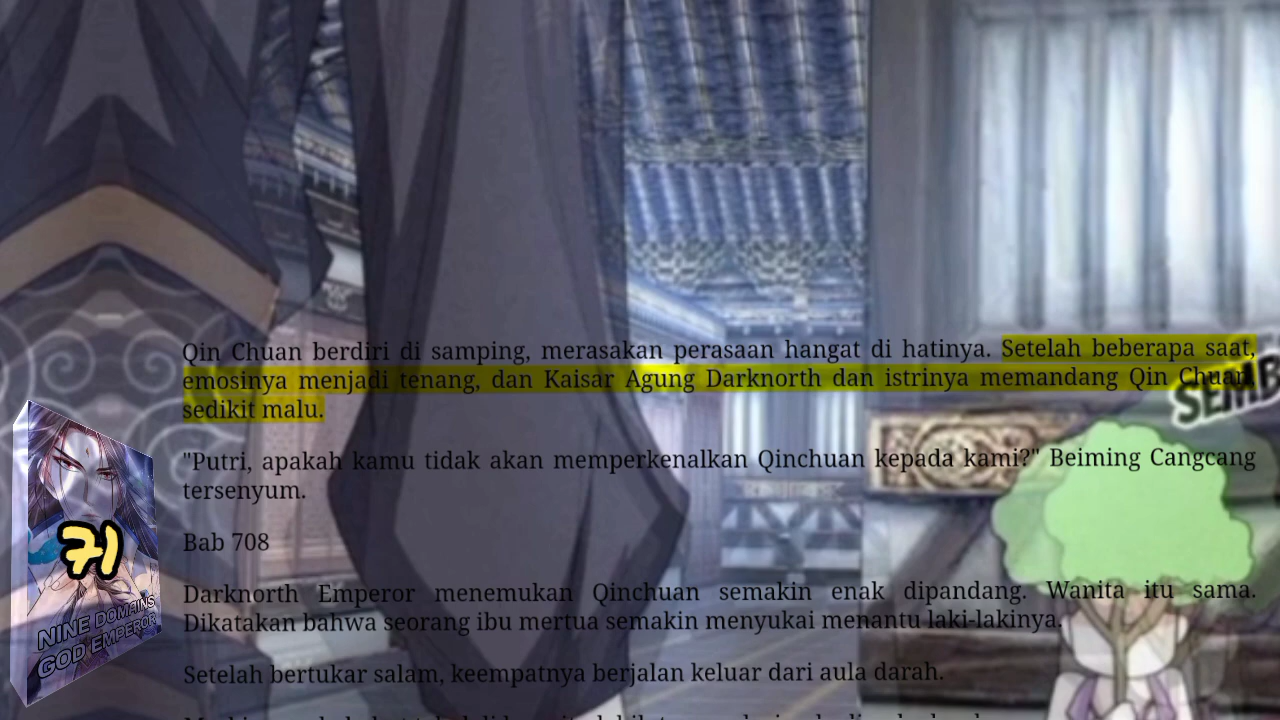 Qin Chuan berdiri di samping, merasakan perasaan hangat di hatinya. Setelah beberapa saat,
emosinya menjadi tenang, dan Kaisar Agung Darknorth dan istrinya memandang Qin Chuan
sedikit malu.
SEMB
"Putri, apakah kamu tidak akan memperkenalkan Qinchuan kepada kami?" Beiming Cangcang
tersenyum.
Bab 708
71
NINE DOMAINS
GOD EMPEROR
Darknorth Emperor menemukan Qinchuan semakin enak dipandang. Wanita itu sama.
Dikatakan bahwa seorang ibu mertua semakin menyukai menantu laki-lakinya.
Setelah bertukar salam, keempatnya berjalan keluar dari aula darah.